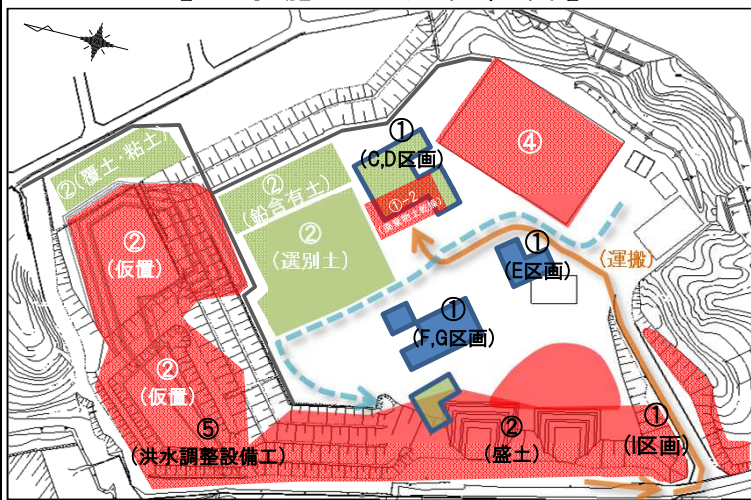 ②(覆土・粘土)
①
(C,D区画)
④
②
(鉛含有土)
①-2
②
(選別土)
②
(仮置)
①
(E区画)
(運搬)
①
(F,G区画)
②
(仮置)
⑤
(洪水調整設備工)
②
(盛土)
①
(I区画)